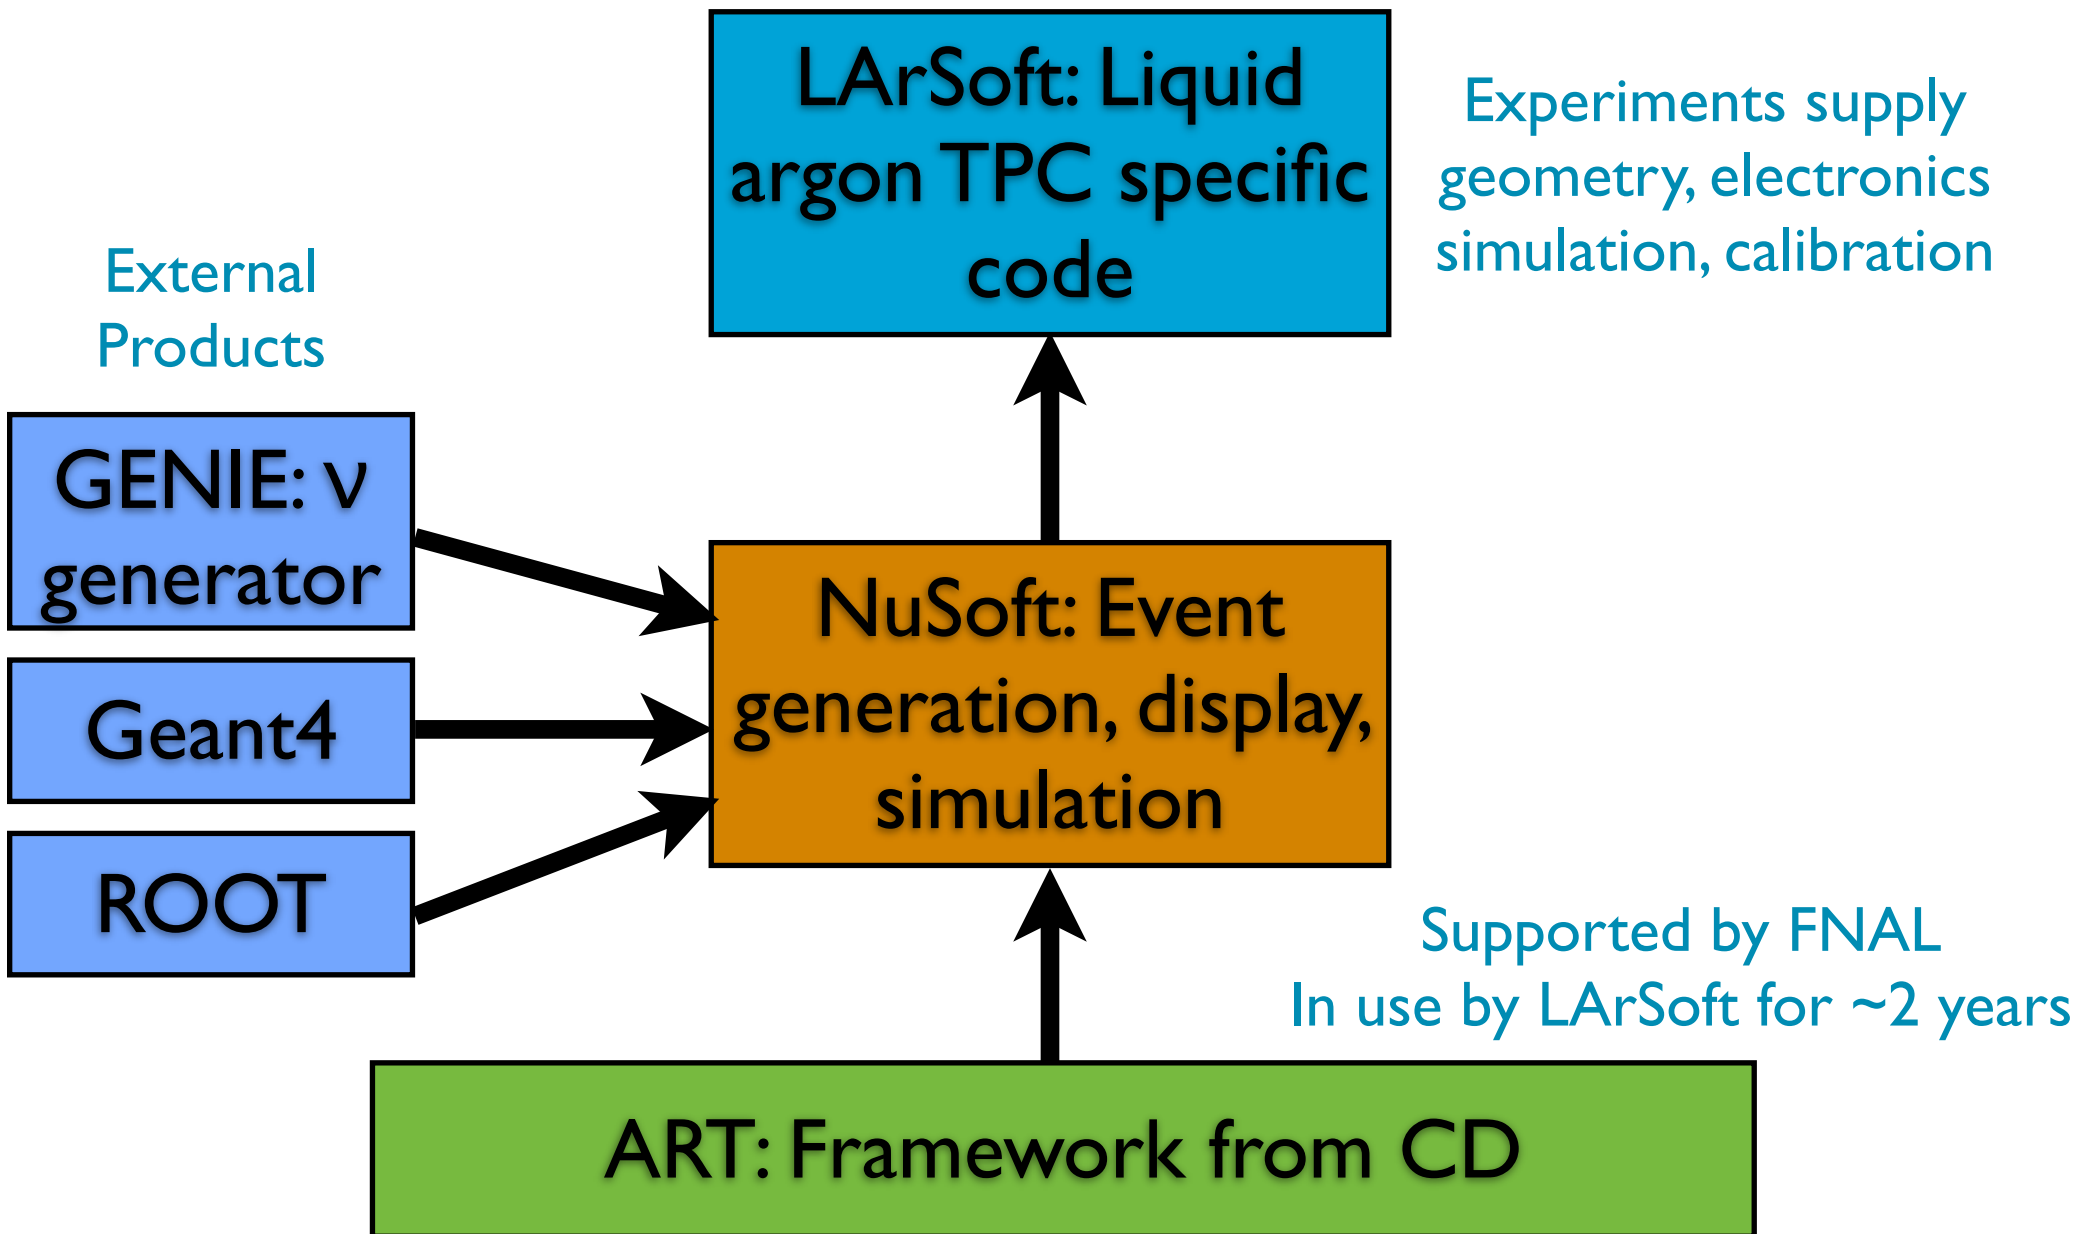 LArSoft: Liquid
argon TPC specific
code
Experiments supply
geometry, electronics
simulation, calibration
External
Products
GENIE: ν
generator
Geant4
ROOT
NuSoft: Event
generation, display,
simulation
Supported by FNAL
In use by LArSoft for ~2 years
ART: Framework from CD